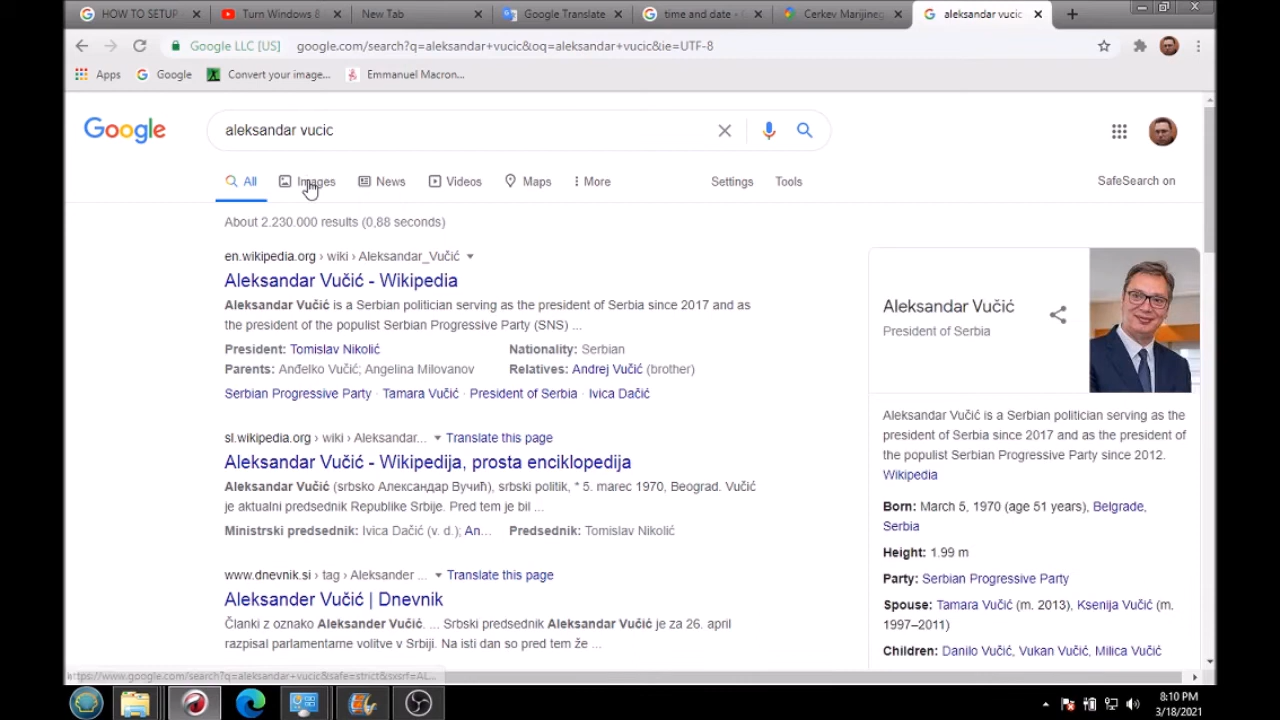 HOW TO SETUP
Turn Windows 8
New Tab
Google Translate
time and date -
Cerkev Marijineg
aleksandar vucic
Google LLC [US]
google.com/search?q=aleksandar+vucic&oq=aleksandar+vucic&ie=UTF-8
Apps
Google
Convert your image...
Emmanuel Macron...
Google
aleksandar vucic
All
Images
News
Videos
Maps
More
Settings
Tools
SafeSearch on
About 2.230.000 results (0,88 seconds)
en.wikipedia.org › wiki › Aleksandar_Vučić
Aleksandar Vučić - Wikipedia
Aleksandar Vučić is a Serbian politician serving as the president of Serbia since 2017 and as
the president of the populist Serbian Progressive Party (SNS) ...
President: Tomislav Nikolić
Nationality: Serbian
Parents: Anđelko Vučić; Angelina Milovanov
Relatives: Andrej Vučić (brother)
Serbian Progressive Party · Tamara Vučić · President of Serbia · Ivica Dačić
sl.wikipedia.org › wiki › Aleksandar...
Translate this page
Aleksandar Vučić - Wikipedija, prosta enciklopedija
Aleksandar Vučić (srbsko Александар Вучић), srbski politik, * 5. marec 1970, Beograd. Vučić
je aktualni predsednik Republike Srbije. Pred tem je bil ...
Ministrski predsednik: Ivica Dačić (v. d.); An...
Predsednik: Tomislav Nikolić
www.dnevnik.si › tag › Aleksander ...
Translate this page
Aleksander Vučić | Dnevnik
Članki z oznako Aleksander Vučić. ... Srbski predsednik Aleksandar Vučić je za 26. april
razpisal parlamentarne volitve v Srbiji. Na isti dan so pred tem že ...
Aleksandar Vučić
President of Serbia
Aleksandar Vučić is a Serbian politician serving as the
president of Serbia since 2017 and as the president of
the populist Serbian Progressive Party since 2012.
Wikipedia
Born: March 5, 1970 (age 51 years), Belgrade,
Serbia
Height: 1.99 m
Party: Serbian Progressive Party
Spouse: Tamara Vučić (m. 2013), Ksenija Vučić (m.
1997–2011)
Children: Danilo Vučić, Vukan Vučić, Milica Vučić
https://www.google.com/search?q=aleksandar+vucic&safe=strict&sxsrf=AL...
8:10 PM
3/18/2021